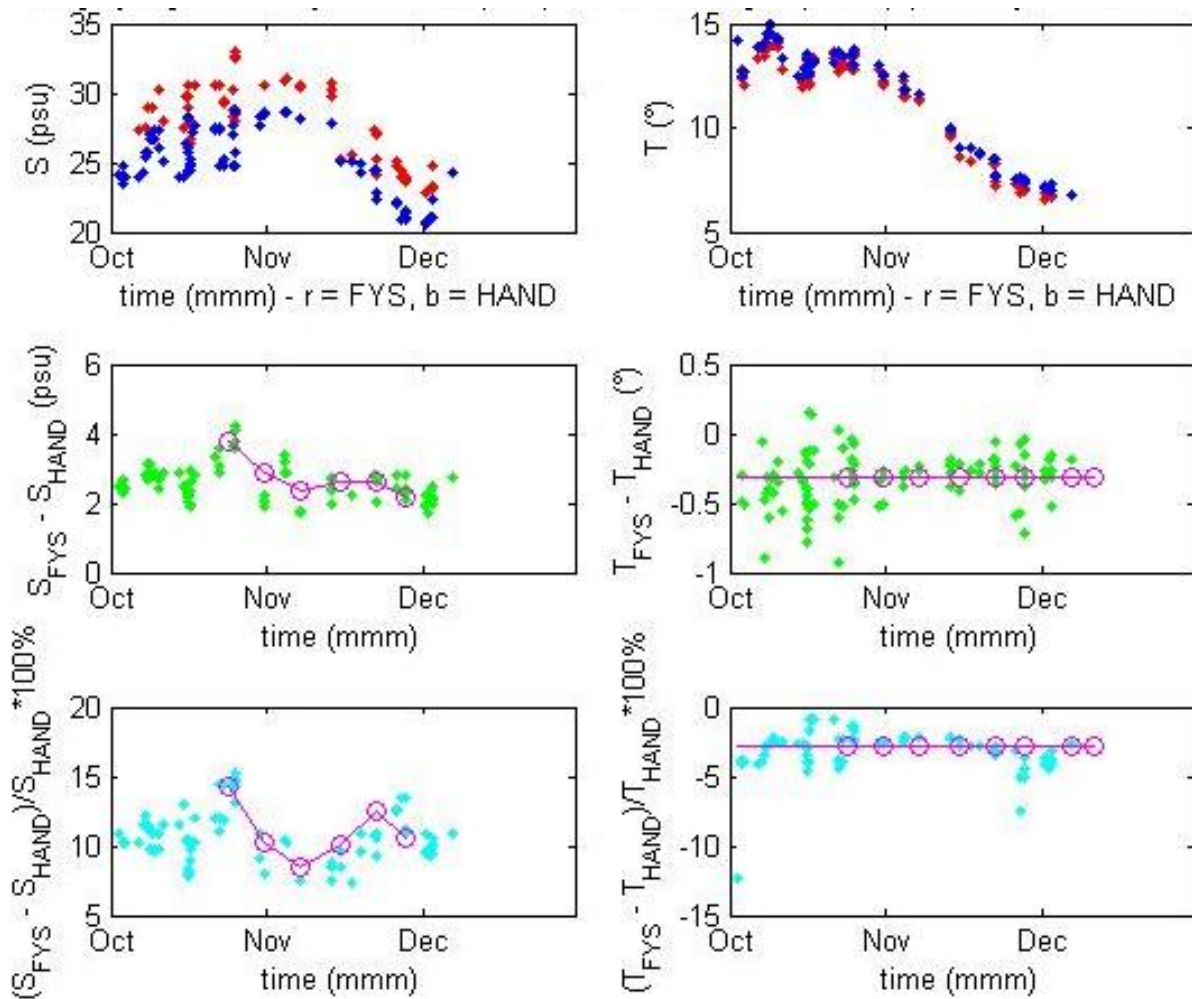 35
30
25
20
S (psu)
Oct Nov Dec
time (mmm) - r = FYS, b = HAND
15
10
5
T (°)
Oct Nov Dec
time (mmm) - r = FYS, b = HAND
6
4
2
0
S_FYS - S_HAND (psu)
Oct Nov Dec
time (mmm)
0.5
0
-0.5
-1
T_FYS - T_HAND (°)
Oct Nov Dec
time (mmm)
20
15
10
5
(S_FYS - S_HAND)/S_HAND *100%
Oct Nov Dec
time (mmm)
0
-5
-10
-15
(T_FYS - T_HAND)/T_HAND *100%
Oct Nov Dec
time (mmm)